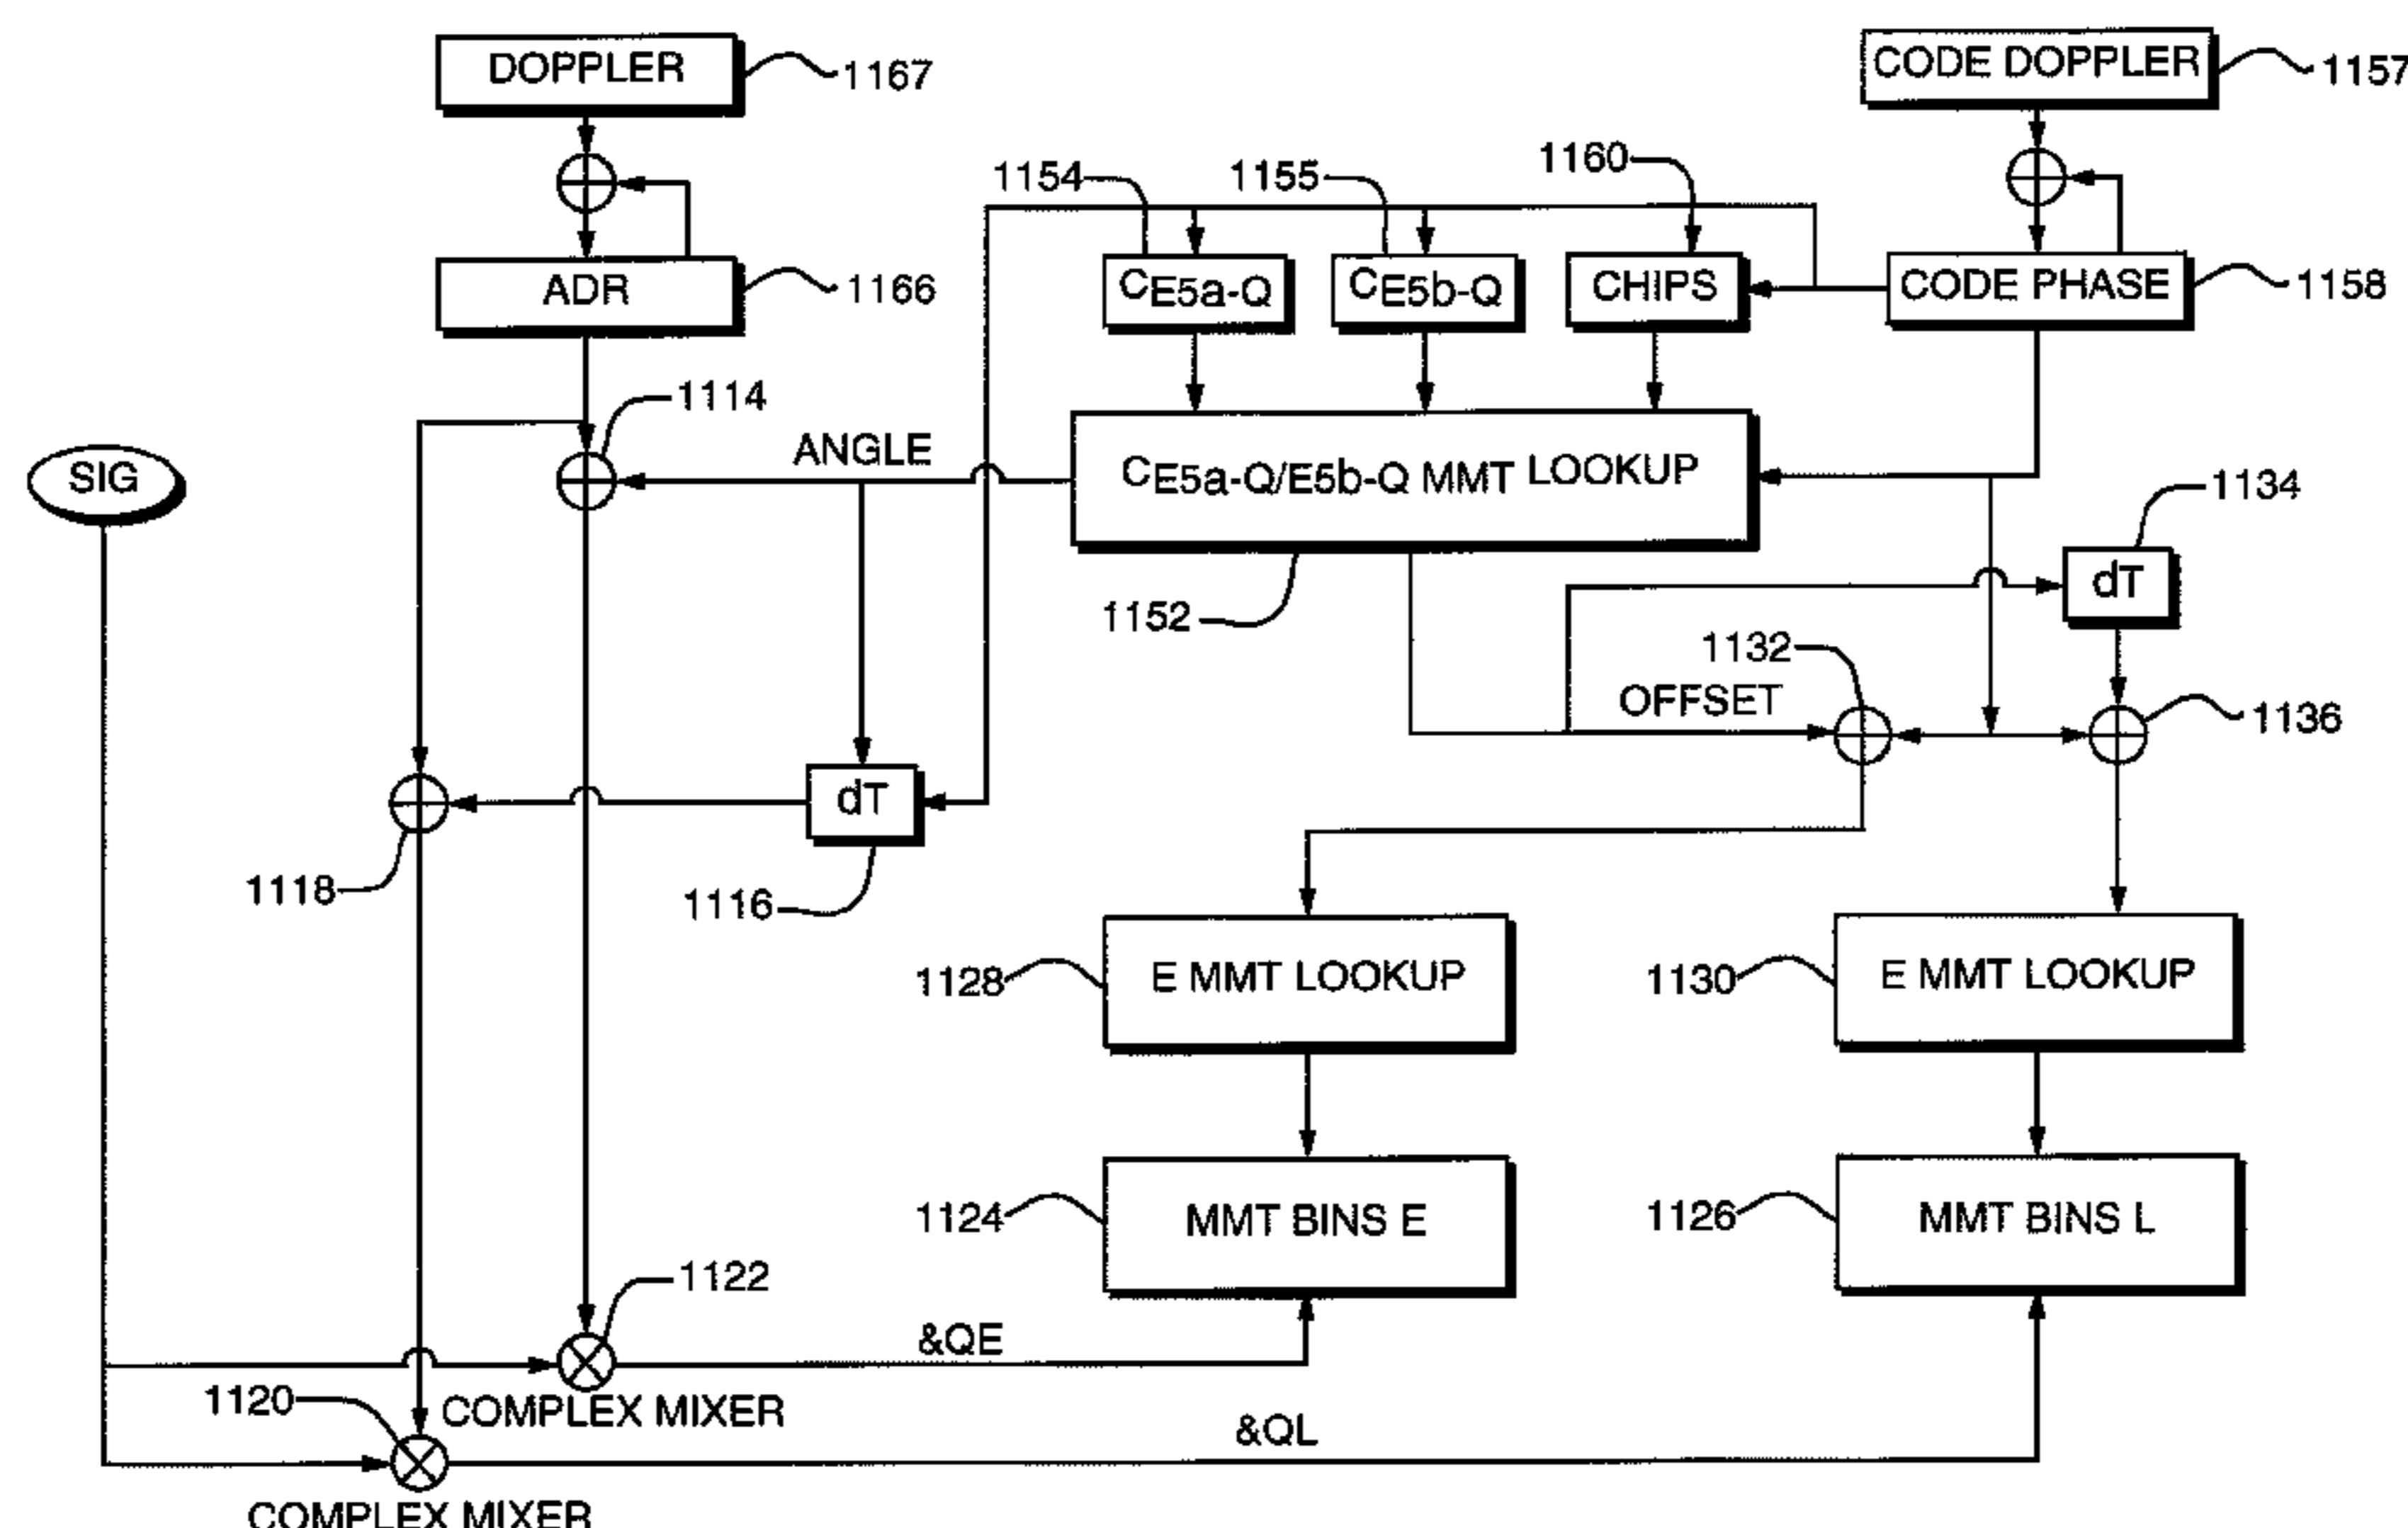 DOPPLER
1167
CODE DOPPLER
1157
1154
1155
1160
ADR
1166
CE5a-Q
CE5b-Q
CHIPS
CODE PHASE
1158
1114
SIG
ANGLE
CE5a-Q/E5b-Q MMT LOOKUP
1134
dT
1152
1132
OFFSET
1136
dT
1118
1116
1128
E MMT LOOKUP
1130
E MMT LOOKUP
1124
MMT BINS E
1126
MMT BINS L
1122
&QE
1120
COMPLEX MIXER
&QL
COMPLEX MIXER